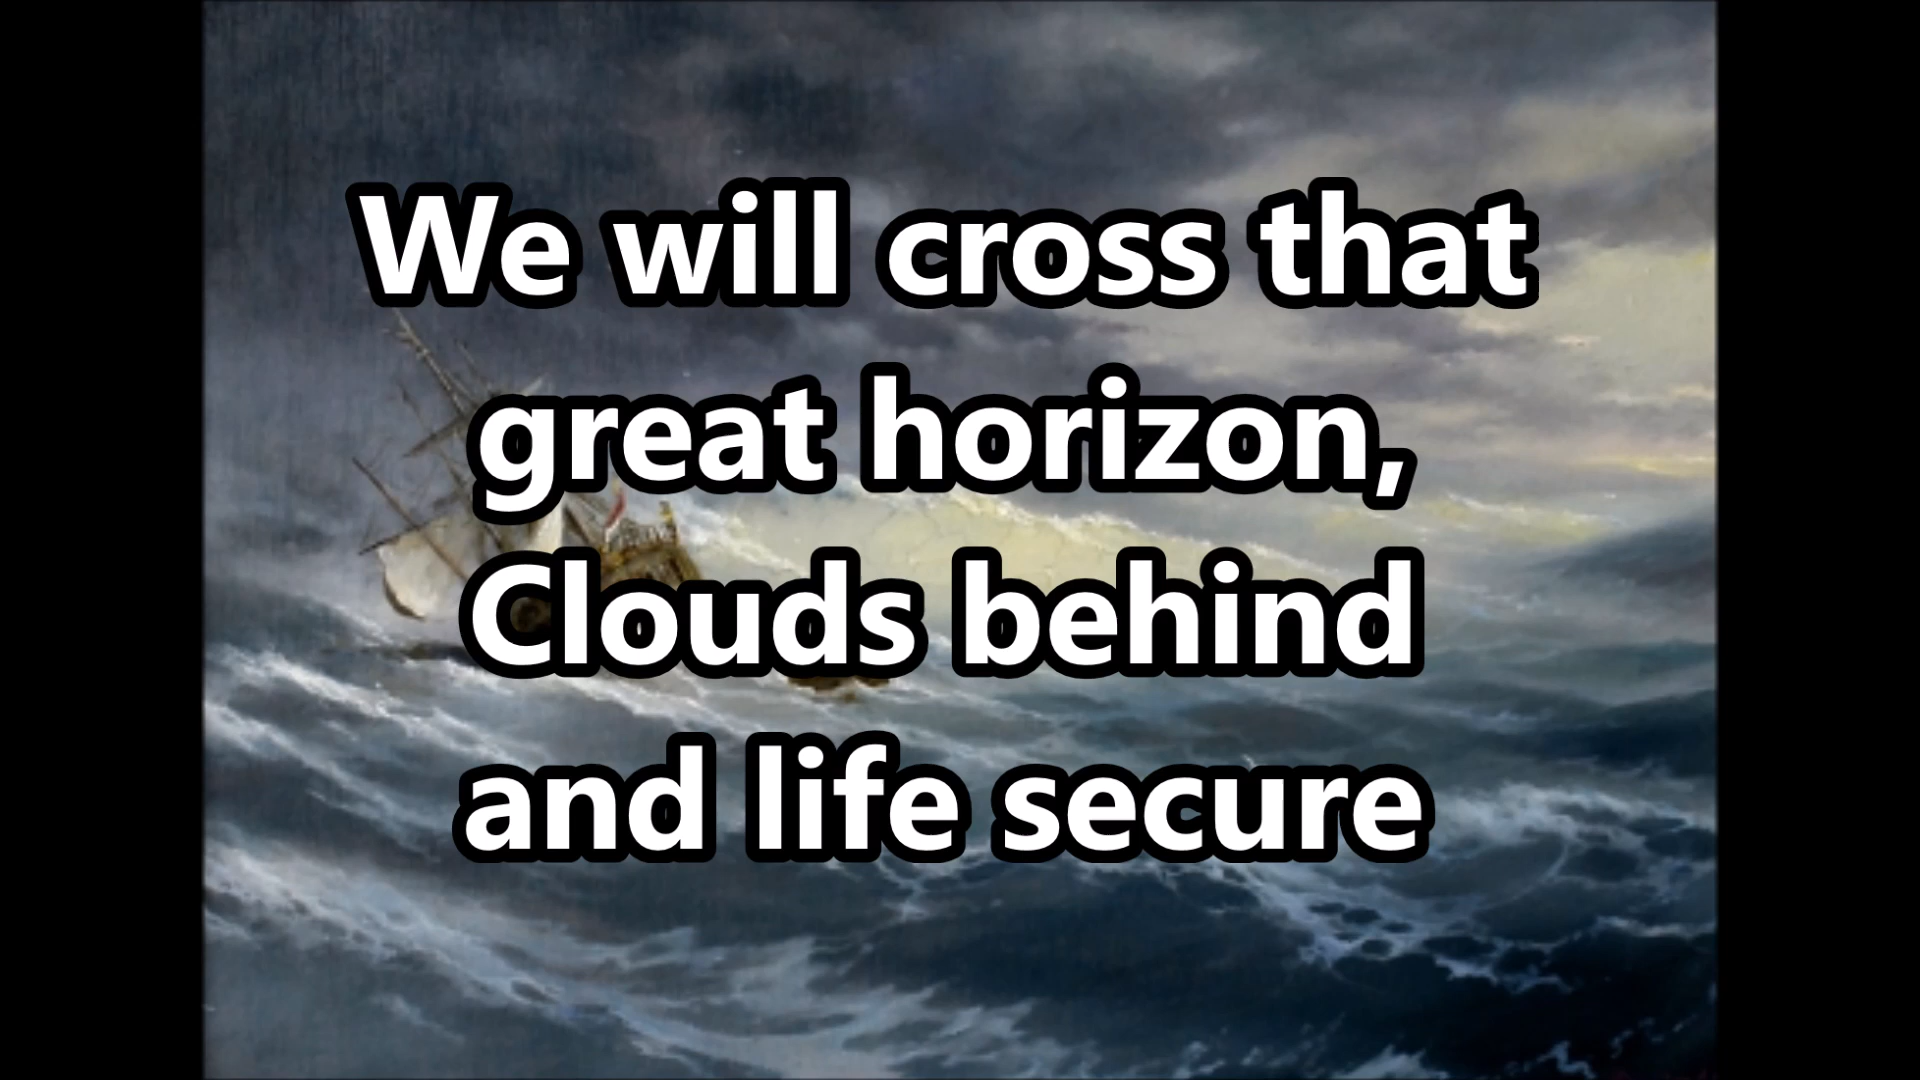 We will cross that
great horizon,
Clouds behind
and life secure